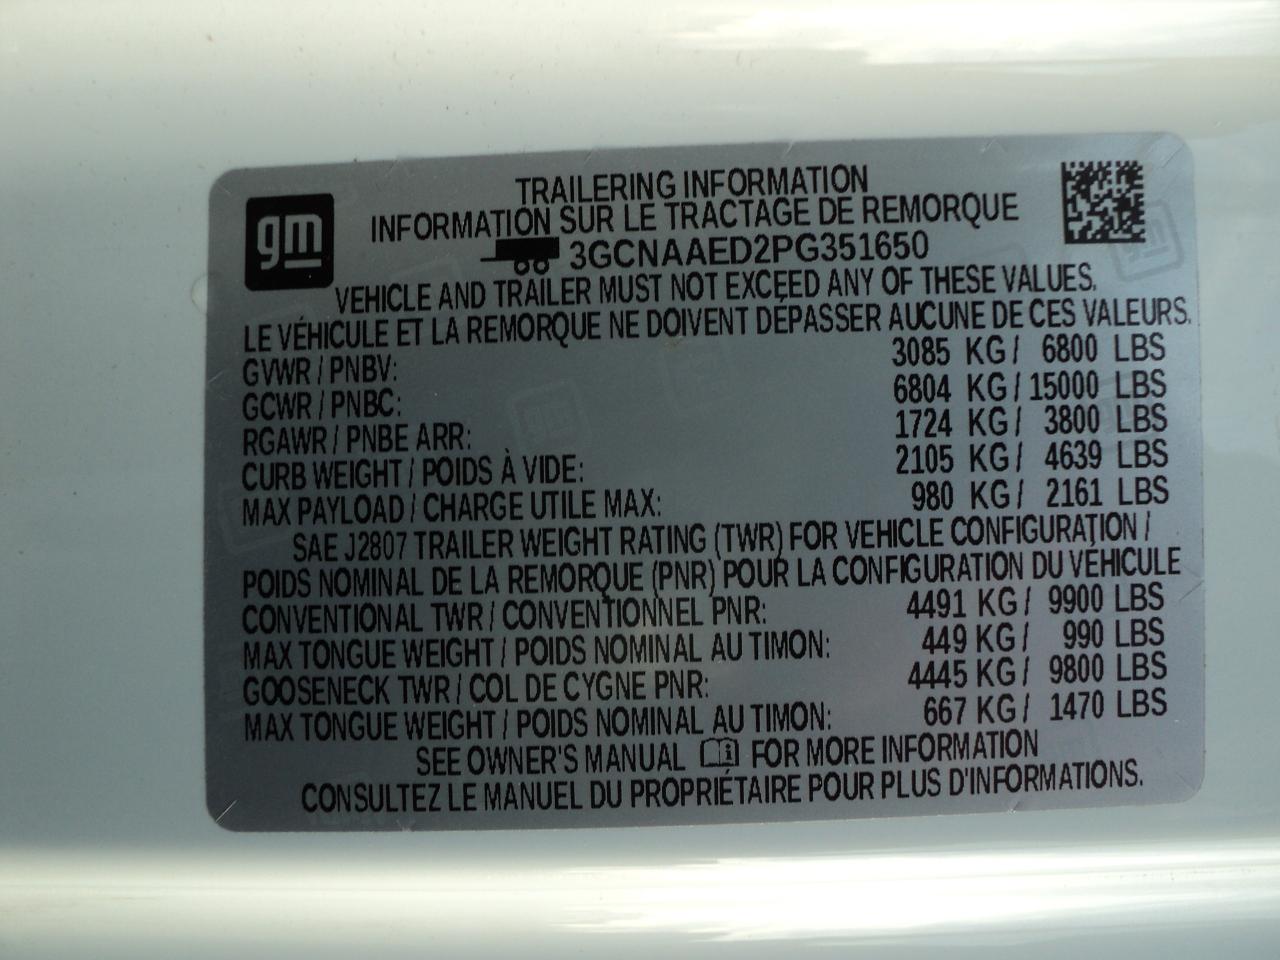 gm
TRAILERING INFORMATION
INFORMATION SUR LE TRACTAGE DE REMORQUE
3GCNAAED2PG351650
VEHICLE AND TRAILER MUST NOT EXCEED ANY OF THESE VALUES.
LE VÉHICULE ET LA REMORQUE NE DOIVENT DÉPASSER AUCUNE DE CES VALEURS.
GVWR / PNBV: 3085 KG / 6800 LBS
GCWR / PNBC: 6804 KG / 15000 LBS
RGAWR / PNBE ARR: 1724 KG / 3800 LBS
CURB WEIGHT / POIDS À VIDE: 2105 KG / 4639 LBS
MAX PAYLOAD / CHARGE UTILE MAX: 980 KG / 2161 LBS
SAE J2807 TRAILER WEIGHT RATING (TWR) FOR VEHICLE CONFIGURATION /
POIDS NOMINAL DE LA REMORQUE (PNR) POUR LA CONFIGURATION DU VÉHICULE
CONVENTIONAL TWR / CONVENTIONNEL PNR: 4491 KG / 9900 LBS
MAX TONGUE WEIGHT / POIDS NOMINAL AU TIMON: 449 KG / 990 LBS
GOOSENECK TWR / COL DE CYGNE PNR: 4445 KG / 9800 LBS
MAX TONGUE WEIGHT / POIDS NOMINAL AU TIMON: 667 KG / 1470 LBS
SEE OWNER'S MANUAL FOR MORE INFORMATION
CONSULTEZ LE MANUEL DU PROPRIÉTAIRE POUR PLUS D'INFORMATIONS.